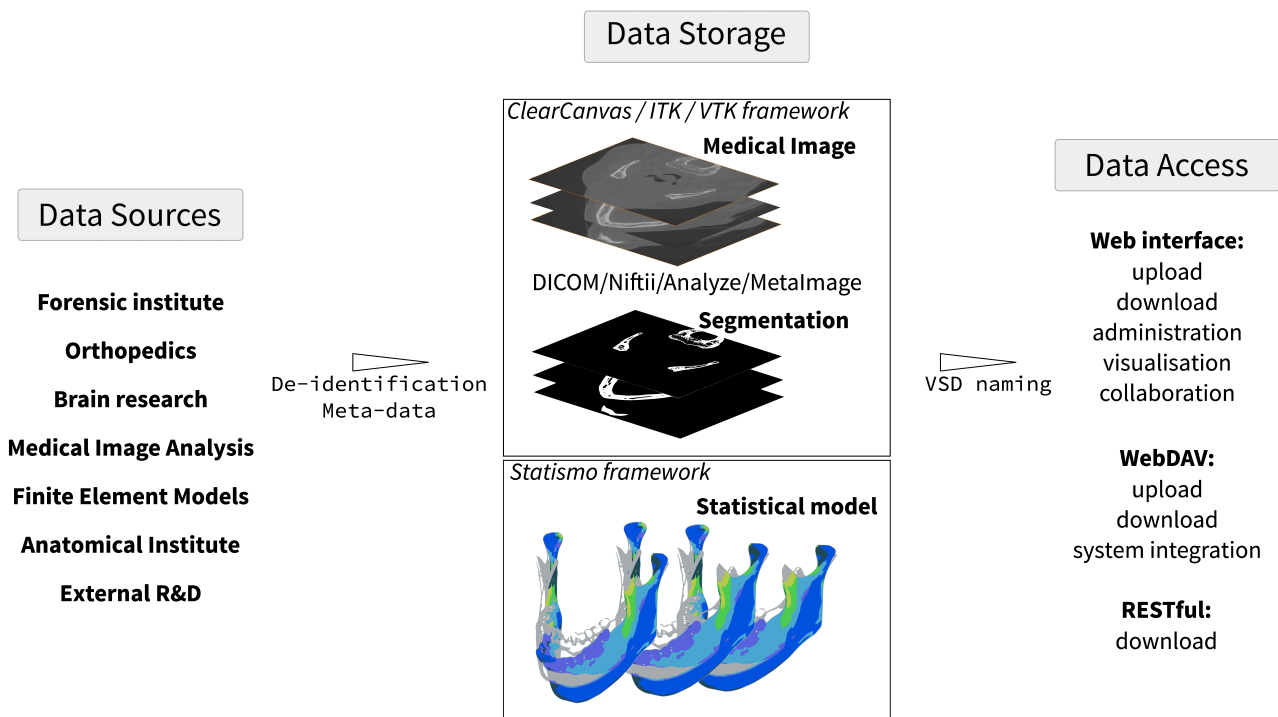 Data Storage
Data Sources
Forensic institute
Orthopedics
Brain research
Medical Image Analysis
Finite Element Models
Anatomical Institute
External R&D
De-identification
Meta-data
ClearCanvas / ITK / VTK framework
Medical Image
DICOM/Niftii/Analyze/MetaImage
Segmentation
Statismo framework
Statistical model
VSD naming
Data Access
Web interface:
upload
download
administration
visualisation
collaboration
WebDAV:
upload
download
system integration
RESTful:
download